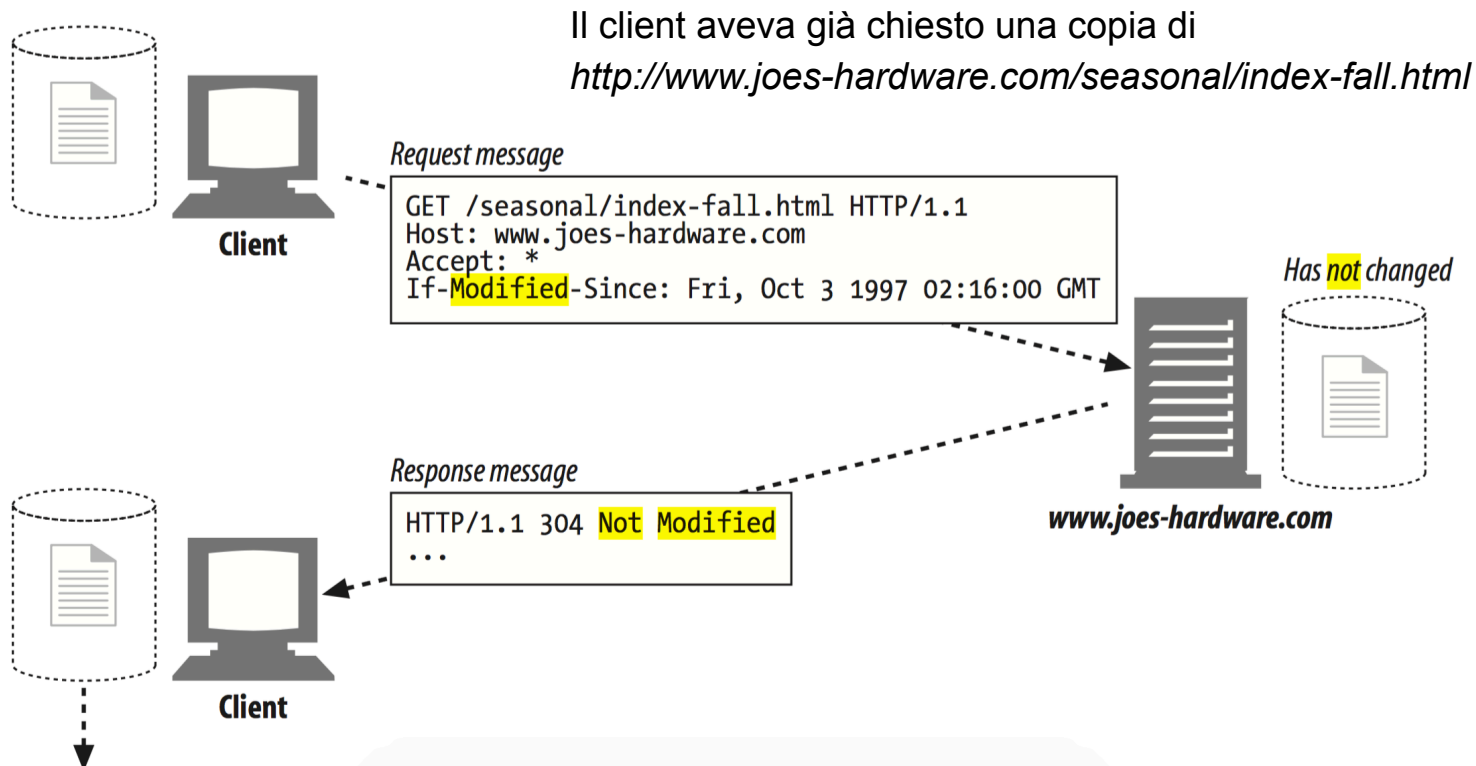 Il client aveva già chiesto una copia di
http://www.joes-hardware.com/seasonal/index-fall.html
Request message
GET /seasonal/index-fall.html HTTP/1.1
Host: www.joes-hardware.com
Accept: *
If-Modified-Since: Fri, Oct 3 1997 02:16:00 GMT
Client
Has not changed
www.joes-hardware.com
Response message
HTTP/1.1 304 Not Modified
...
Client